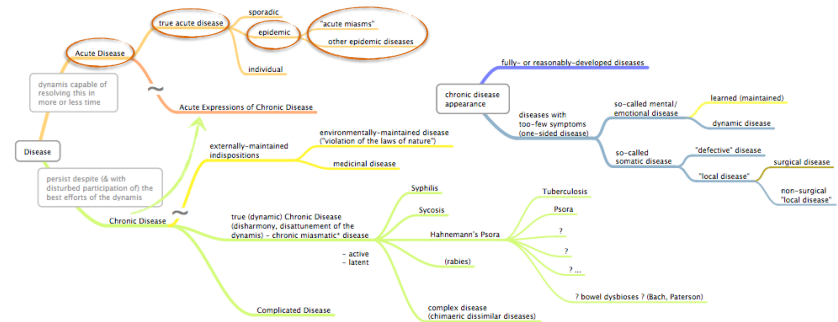 sporadic
true acute disease
"acute miasms"
epidemic
other epidemic diseases
individual
Acute Disease
dynamis capable of
resolving this in
more or less time
~
Acute Expressions of Chronic Disease
Disease
persist despite (& with
disturbed participation of) the
best efforts of the dynamis
externally-maintained
indispositions
environmentally-maintained disease
("violation of the laws of nature")
medicinal disease
~
Chronic Disease
true (dynamic) Chronic Disease
(disharmony, disattunement of the
dynamis) - chronic miasmatic* disease
- active
- latent
Syphilis
Sycosis
Hahnemann's Psora
(rabies)
complex disease
(chimaeric dissimilar diseases)
Tuberculosis
Psora
?
?
? ...
? bowel dysbioses ? (Bach, Paterson)
Complicated Disease
chronic disease
appearance
fully- or reasonably-developed diseases
diseases with
too-few symptoms
(one-sided disease)
so-called mental/
emotional disease
learned (maintained)
dynamic disease
so-called
somatic disease
"defective" disease
"local disease"
surgical disease
non-surgical
"local disease"